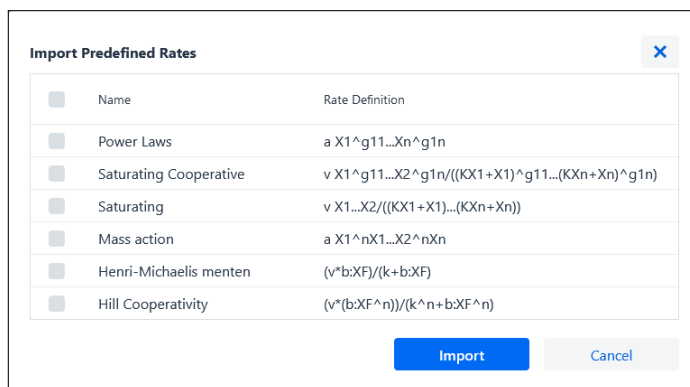 Import Predefined Rates
Name Rate Definition
Power Laws a X1^g11...Xn^g1n
Saturating Cooperative v X1^g11...X2^g1n/((KX1+X1)^g11...(KXn+Xn)^g1n)
Saturating v X1...X2/((KX1+X1)...(KXn+Xn))
Mass action a X1^nX1...X2^nXn
Henri-Michaelis menten (v*b:XF)/(k+b:XF)
Hill Cooperativity (v*(b:XF^n))/(k^n+b:XF^n)
Import Cancel